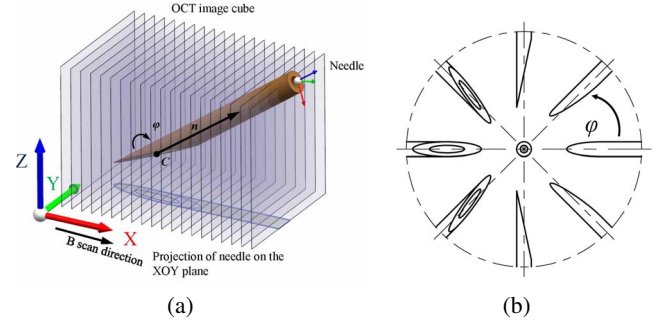 OCT image cube
Needle
φ
n
C
Z
Y
X
B scan direction
Projection of needle on the
XOY plane
φ
(a)
(b)